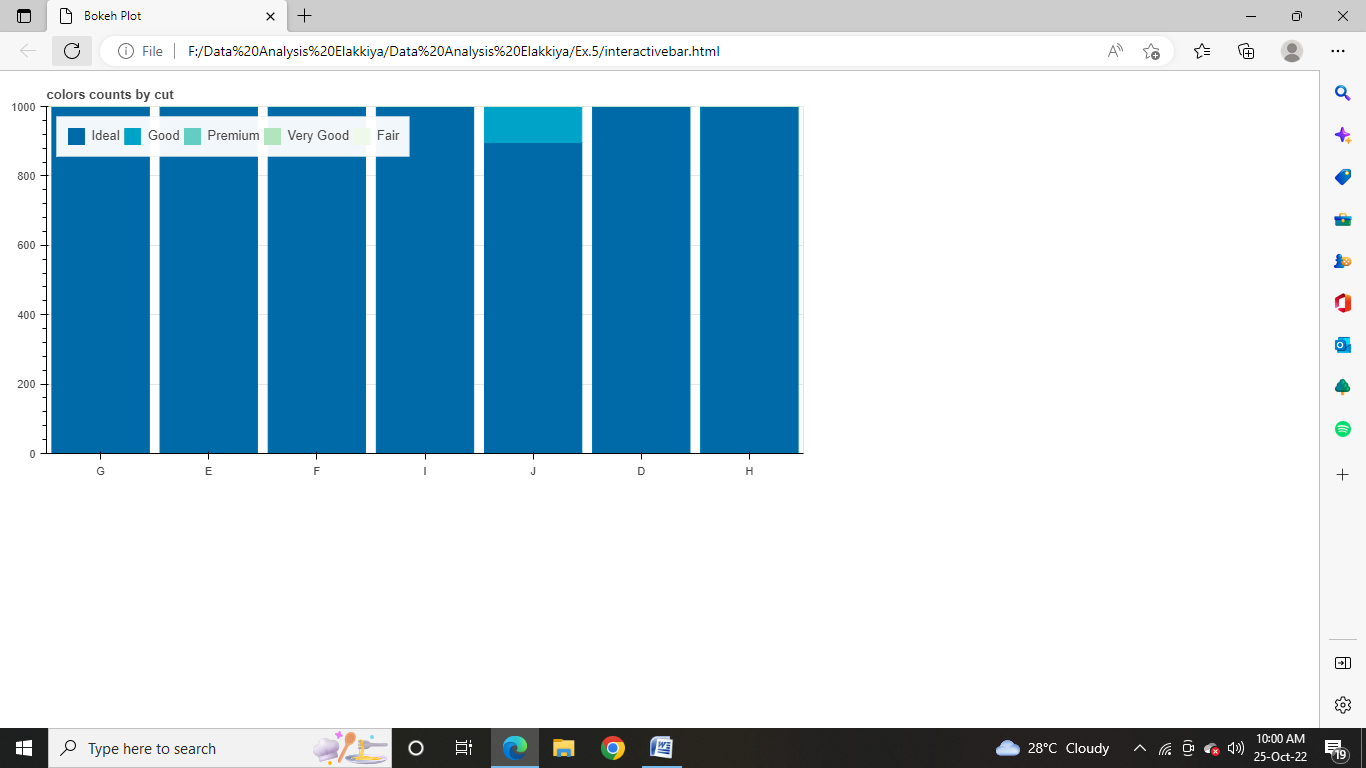 Bokeh Plot
File F:/Data%20Analysis%20Elakkiya/Data%20Analysis%20Elakkiya/Ex.5/interactivebar.html
colors counts by cut
Ideal Good Premium Very Good Fair
1000
800
600
400
200
0
G E F I J D H
Type here to search
28°C Cloudy
10:00 AM
25-Oct-22
19